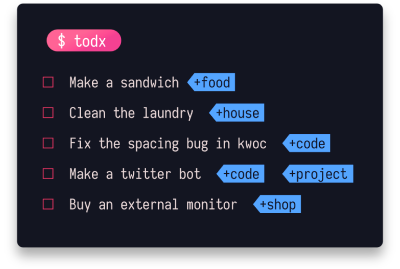 $ todx
Make a sandwich +food
Clean the laundry +house
Fix the spacing bug in kwoc +code
Make a twitter bot +code +project
Buy an external monitor +shop